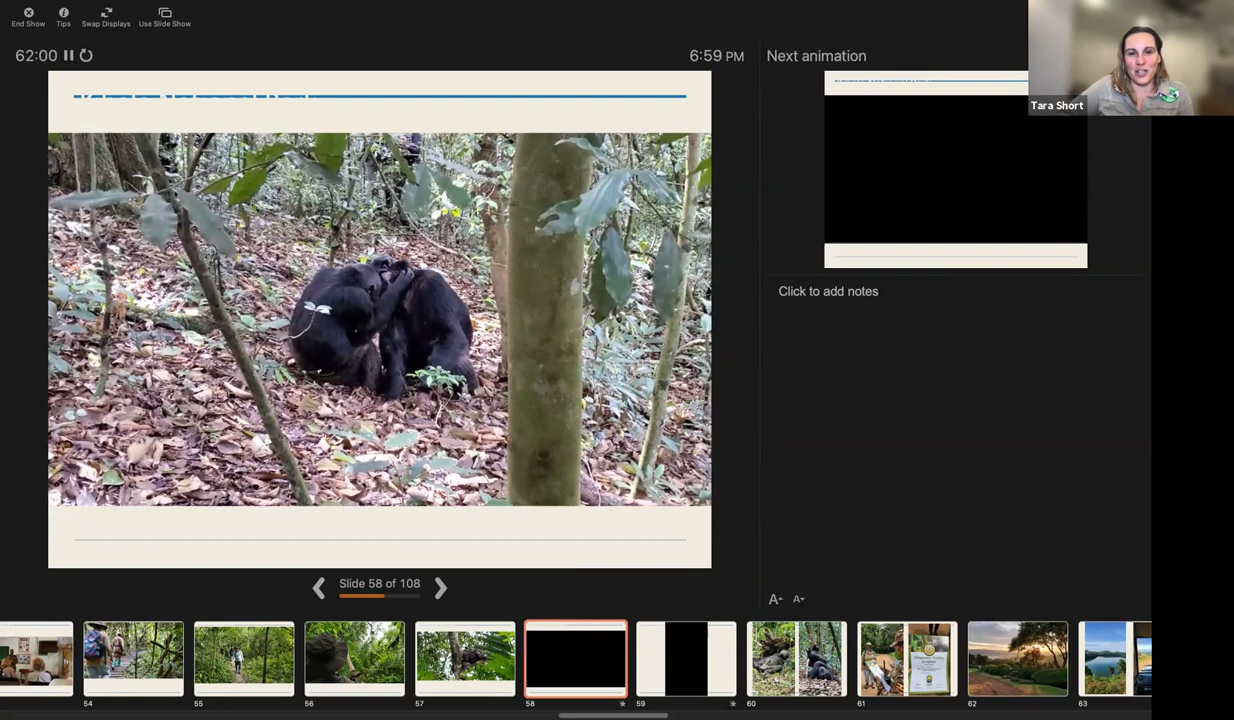 End Show
Tips
Swap Displays
Use Slide Show
62:00
6:59 PM
Next animation
Tara Short
Click to add notes
A
A
Slide 58 of 108
54
55
56
57
58
59
60
61
62
63